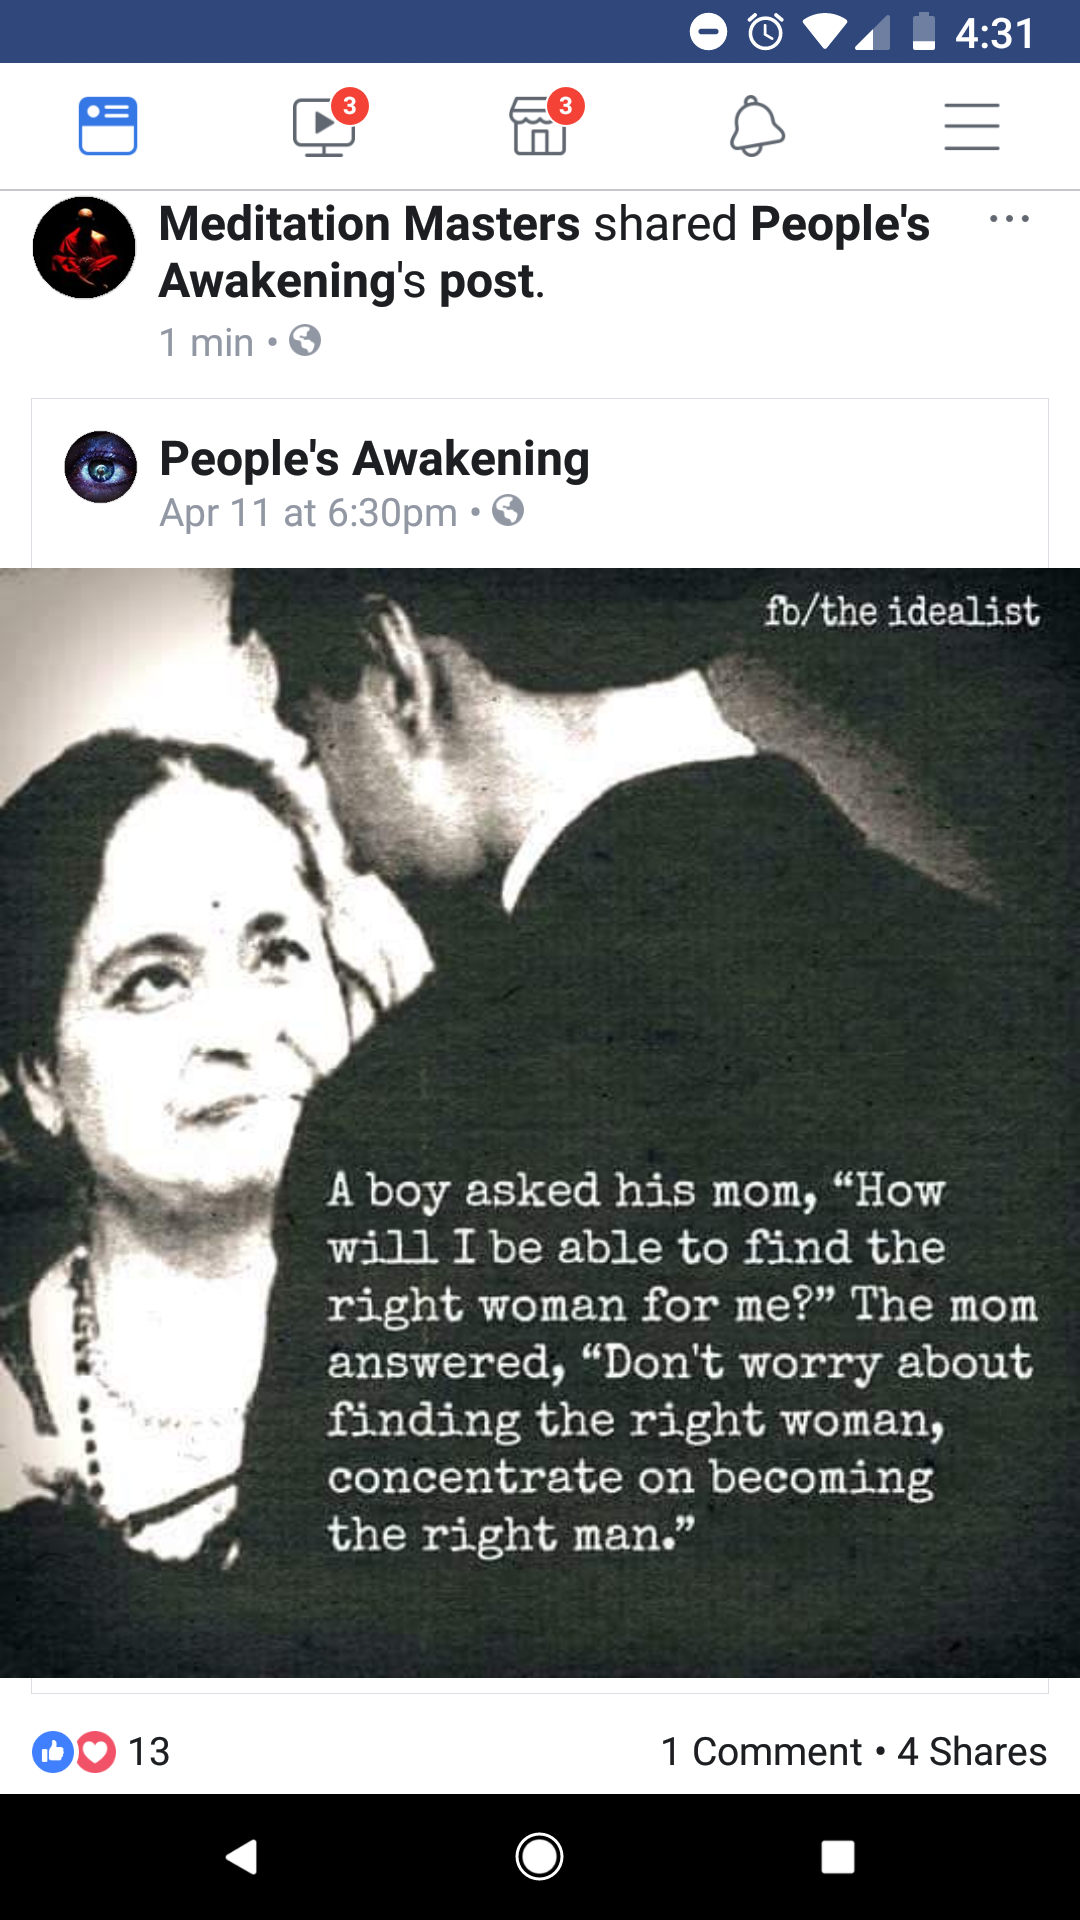 4:31
3
3
Meditation Masters shared People's
Awakening's post.
1 min •
People's Awakening
Apr 11 at 6:30pm •
fb/the idealist
A boy asked his mom, “How
will I be able to find the
right woman for me?” The mom
answered, “Don't worry about
finding the right woman,
concentrate on becoming
the right man.”
13
1 Comment • 4 Shares